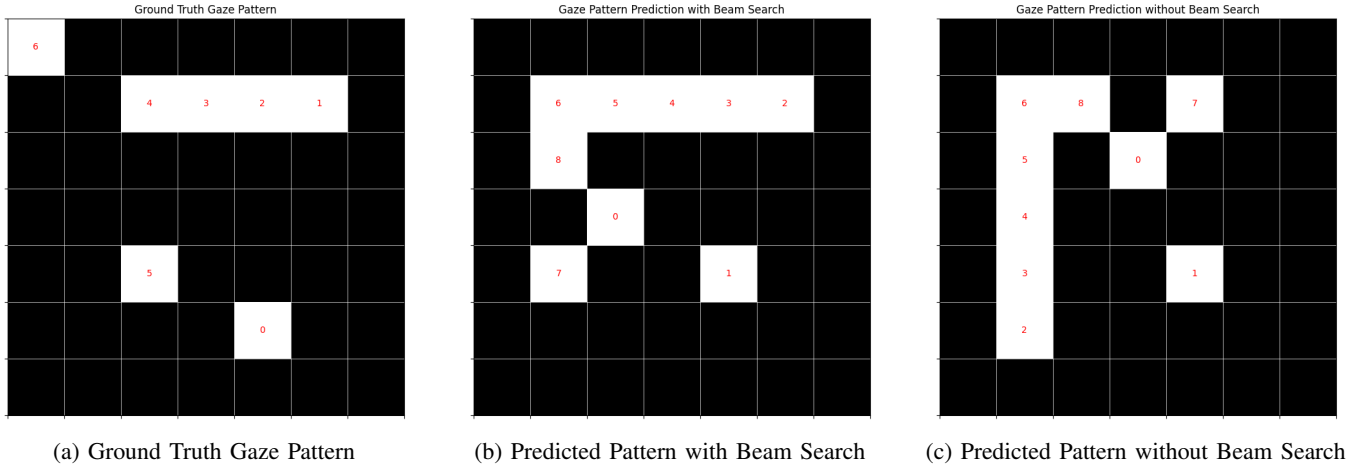 Ground Truth Gaze Pattern
6
4 3 2 1
5
0
(a) Ground Truth Gaze Pattern
Gaze Pattern Prediction with Beam Search
6 5 4 3 2
8
0
7 1
(b) Predicted Pattern with Beam Search
Gaze Pattern Prediction without Beam Search
6 8 7
5 0
4
3 1
2
(c) Predicted Pattern without Beam Search